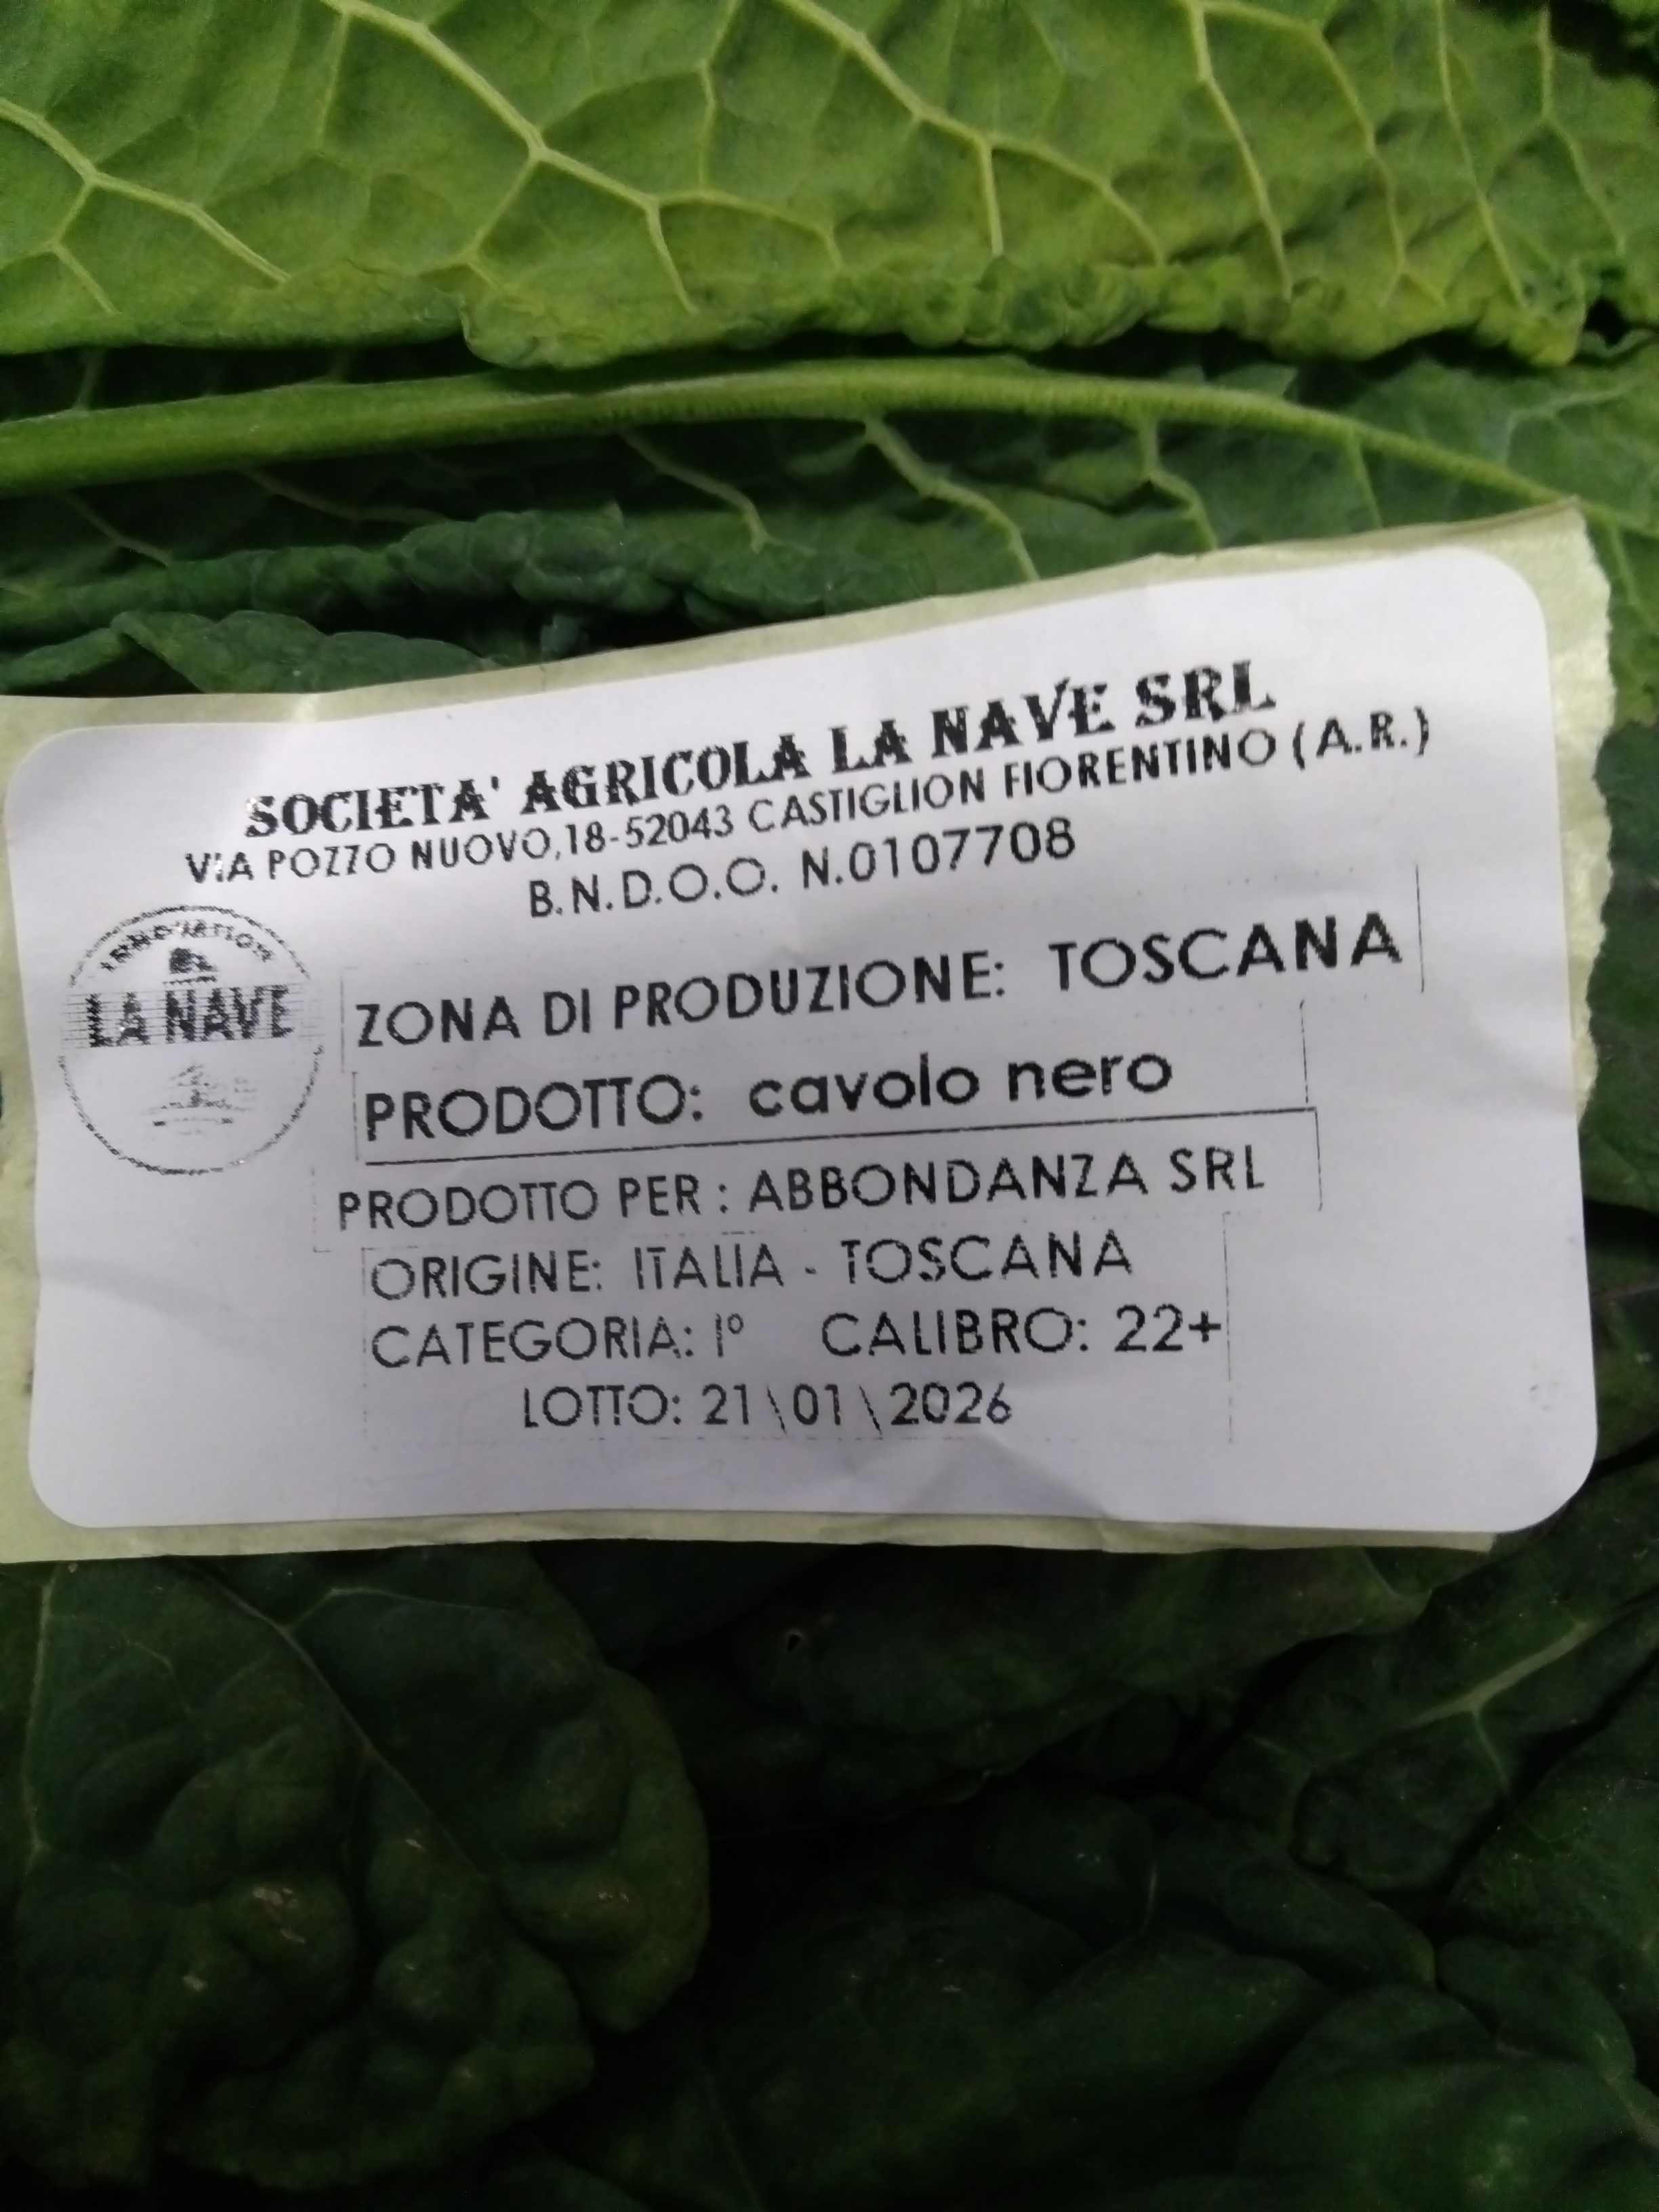 SOCIETA' AGRICOLA LA NAVE SRL
VIA POZZO NUOVO,18-52043 CASTIGLION FIORENTINO (A.R.)
B.N.D.O.O. N.0107708
INNOVATION
LA NAVE
ZONA DI PRODUZIONE: TOSCANA
PRODOTTO: cavolo nero
PRODOTTO PER : ABBONDANZA SRL
ORIGINE: ITALIA - TOSCANA
CATEGORIA: I° CALIBRO: 22+
LOTTO: 21\01\2026